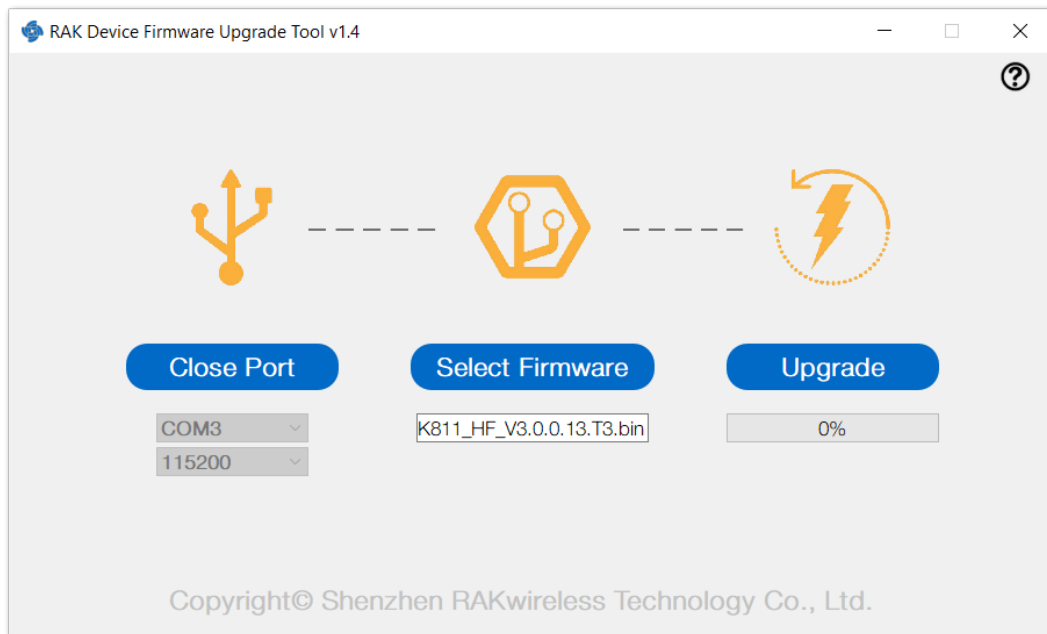 RAK Device Firmware Upgrade Tool v1.4
?
Close Port
Select Firmware
Upgrade
COM3
K811_HF_V3.0.0.13.T3.bin
0%
115200
Copyright© Shenzhen RAKwireless Technology Co., Ltd.